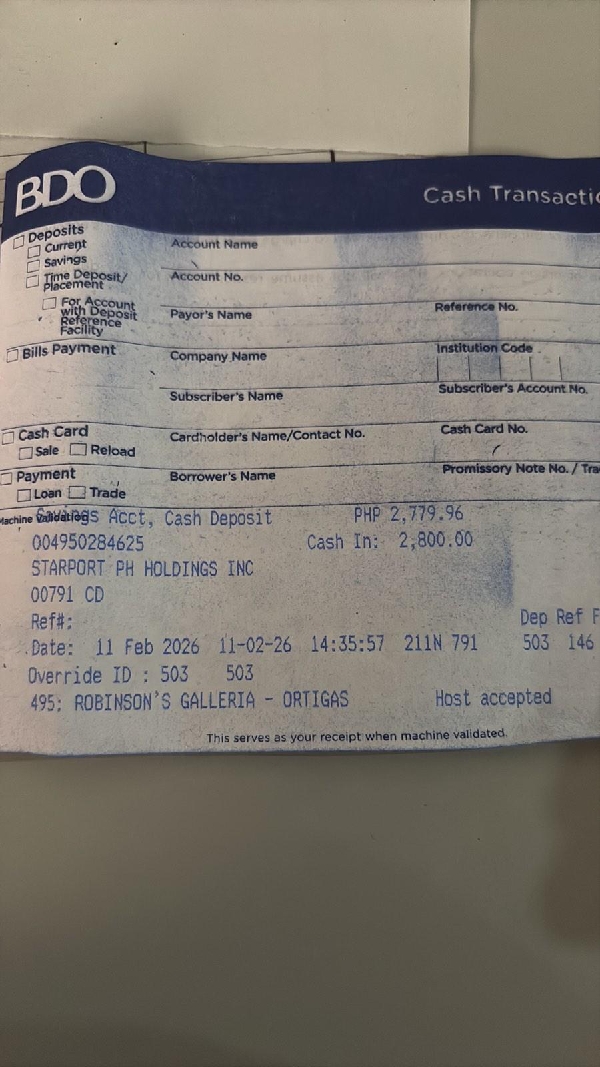 BDO
Cash Transactio
Deposits
Current
Savings
Time Deposit/
Placement
For Account
with Deposit
Reference
Facility
Account Name
Account No.
Payor's Name
Reference No.
Bills Payment
Company Name
Institution Code
Subscriber's Name
Subscriber's Account No.
Cash Card
Sale Reload
Cardholder's Name/Contact No.
Cash Card No.
Payment
Loan Trade
Borrower's Name
Promissory Note No. / Tra
Machine Validation
Savings Acct, Cash Deposit PHP 2,779.96
004950284625 Cash In: 2,800.00
STARPORT PH HOLDINGS INC
00791 CD
Ref#: Dep Ref F
Date: 11 Feb 2026 11-02-26 14:35:57 211N 791 503 146
Override ID : 503 503
495: ROBINSON'S GALLERIA - ORTIGAS Host accepted
This serves as your receipt when machine validated.